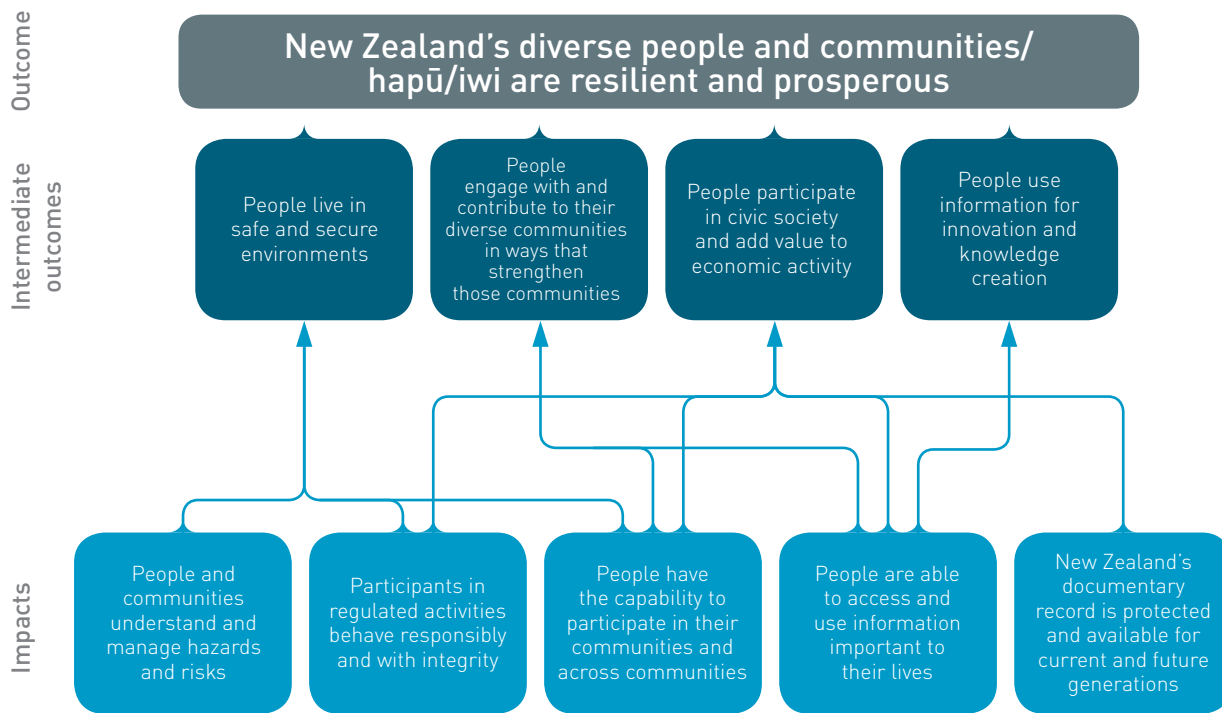 Outcome
New Zealand’s diverse people and communities/
hapū/iwi are resilient and prosperous
Intermediate
outcomes
People live in
safe and secure
environments
People
engage with and
contribute to their
diverse communities
in ways that
strengthen
those communities
People participate
in civic society
and add value to
economic activity
People use
information for
innovation and
knowledge
creation
Impacts
People and
communities
understand and
manage hazards
and risks
Participants in
regulated activities
behave responsibly
and with integrity
People have
the capability to
participate in their
communities and
across communities
People are able
to access and
use information
important to
their lives
New Zealand’s
documentary
record is protected
and available for
current and future
generations